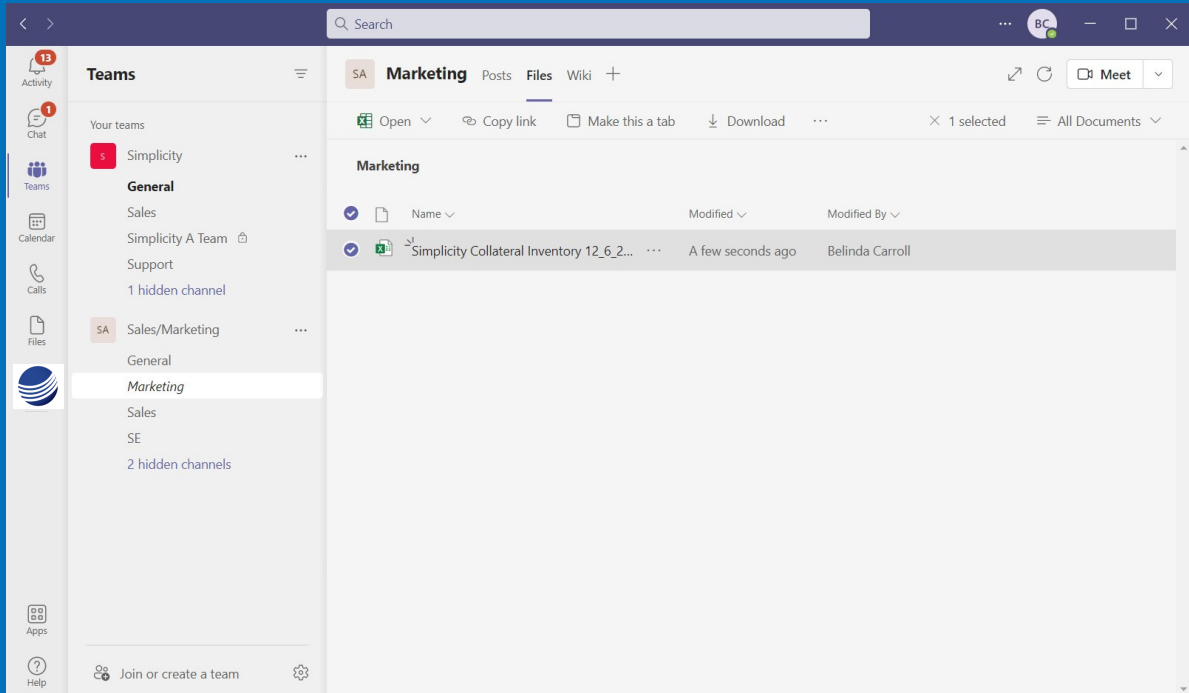 Search
BC
13
Activity
1
Chat
Teams
Calendar
Calls
Files
Apps
Help
Teams
Your teams
S Simplicity
General
Sales
Simplicity A Team
Support
1 hidden channel
SA Sales/Marketing
General
Marketing
Sales
SE
2 hidden channels
Join or create a team
SA Marketing Posts Files Wiki
Meet
Open Copy link Make this a tab Download ... 1 selected All Documents
Marketing
Name Modified Modified By
Simplicity Collateral Inventory 12_6_2... ... A few seconds ago Belinda Carroll